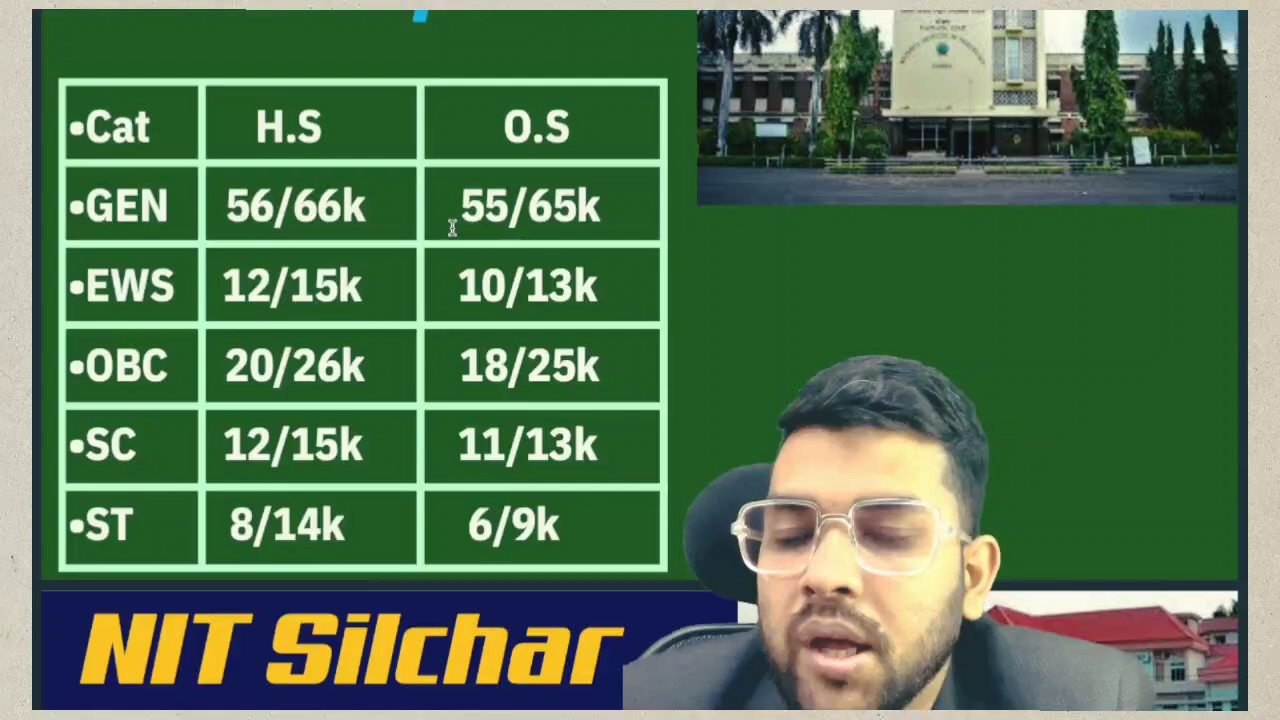 •Cat H.S O.S
•GEN 56/66k 55/65k
•EWS 12/15k 10/13k
•OBC 20/26k 18/25k
•SC 12/15k 11/13k
•ST 8/14k 6/9k
NIT Silchar